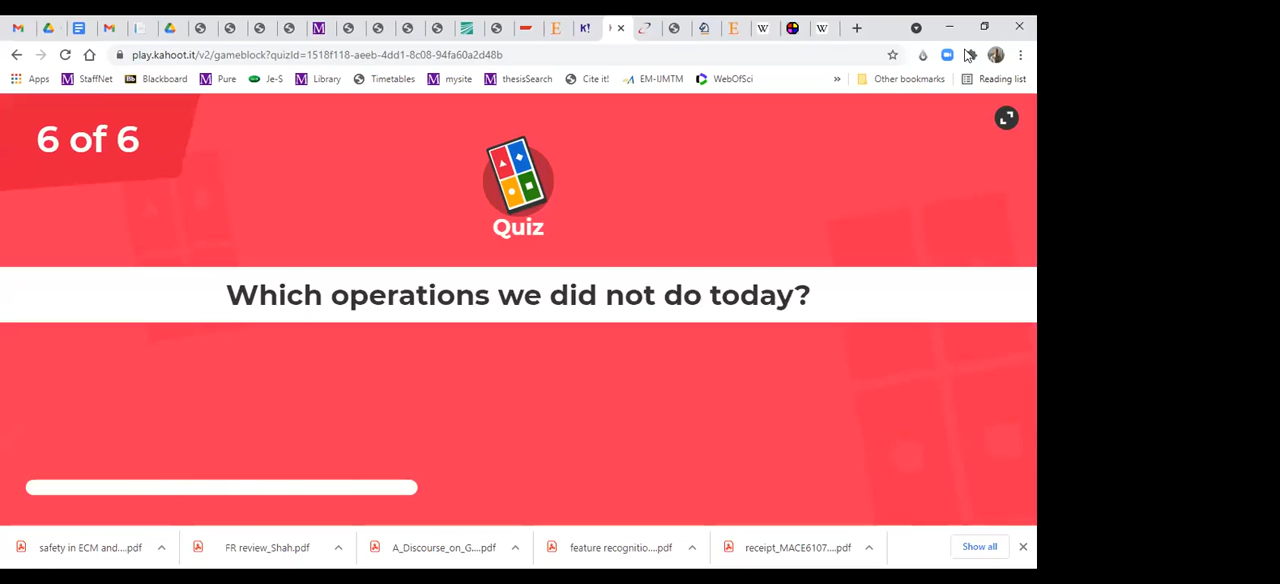 play.kahoot.it/v2/gameblock?quizId=1518f118-aeeb-4dd1-8c08-94fa60a2d48b
Apps StaffNet Blackboard Pure Je-S Library Timetables mysite thesisSearch Cite it! EM-IJMTM WebOfSci » Other bookmarks Reading list
6 of 6
Quiz
Which operations we did not do today?
safety in ECM and....pdf FR review_Shah.pdf A_Discourse_on_G....pdf feature recognitio....pdf receipt_MACE6107....pdf Show all